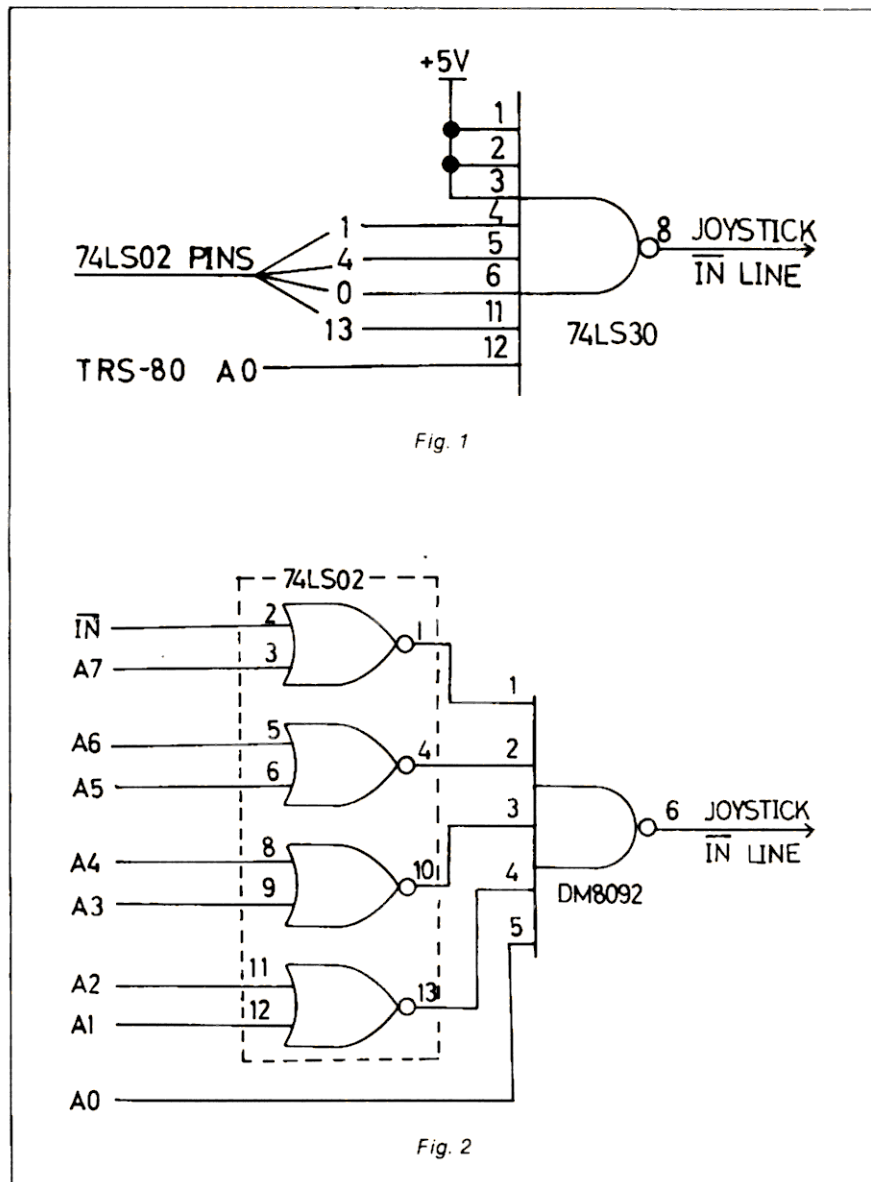 +5V
1
2
3
4
5
6
11
12
74LS02 PINS
1
4
0
13
TRS-80 A0
8 JOYSTICK
IN LINE
74LS30
Fig. 1
74LS02
IN
A7
A6
A5
A4
A3
A2
A1
A0
2
3
5
6
8
9
11
12
1
4
10
13
1
2
3
4
5
6 JOYSTICK
IN LINE
DM8092
Fig. 2